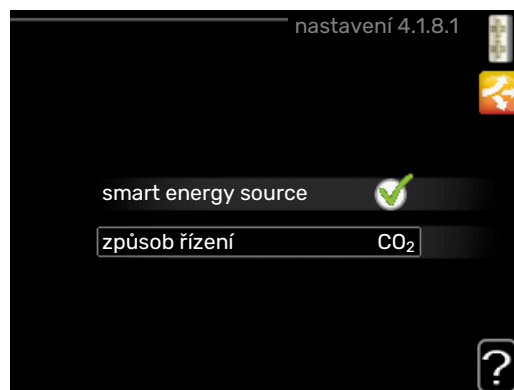 nastavení 4.1.8.1
smart energy source
způsob řízení CO₂
?